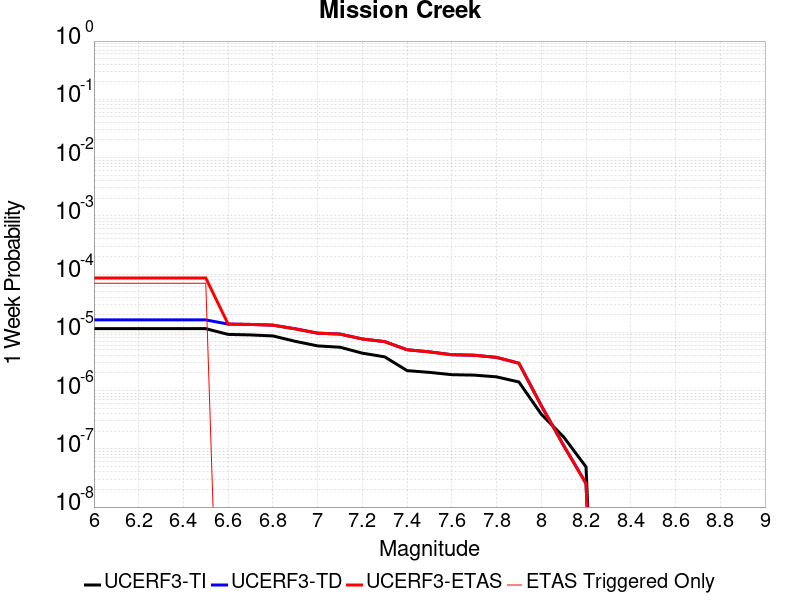 Mission Creek
10^0
10^-1
10^-2
10^-3
10^-4
10^-5
10^-6
10^-7
10^-8
1 Week Probability
6 6.2 6.4 6.6 6.8 7 7.2 7.4 7.6 7.8 8 8.2 8.4 8.6 8.8 9
Magnitude
UCERF3-TI UCERF3-TD UCERF3-ETAS ETAS Triggered Only